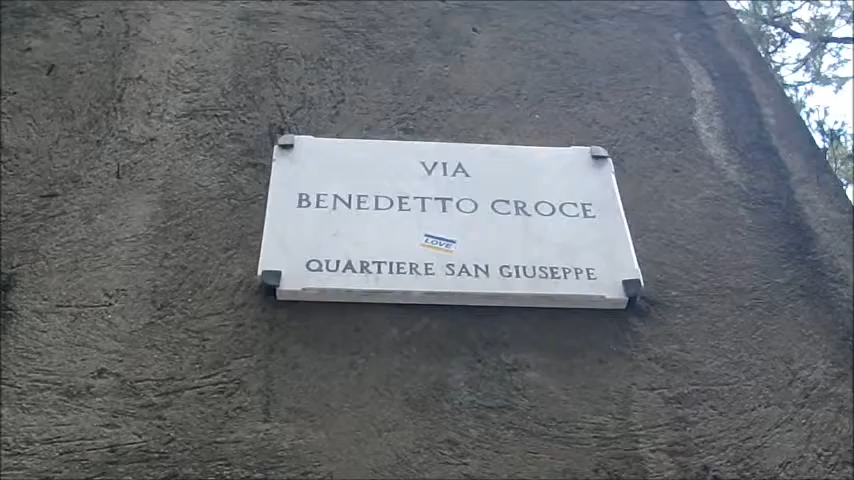 VIA
BENEDETTO CROCE
LOVE
QUARTIERE SAN GIUSEPPE